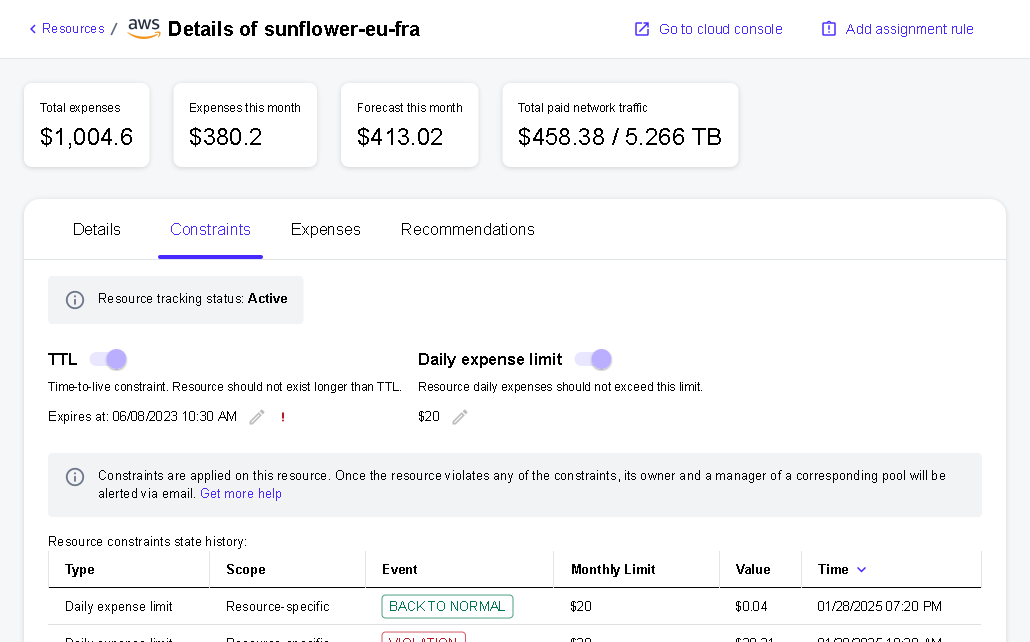 Resources / aws Details of sunflower-eu-fra
Go to cloud console
Add assignment rule
Total expenses
$1,004.6
Expenses this month
$380.2
Forecast this month
$413.02
Total paid network traffic
$458.38 / 5.266 TB
Details Constraints Expenses Recommendations
Resource tracking status: Active
TTL
Time-to-live constraint. Resource should not exist longer than TTL.
Expires at: 06/08/2023 10:30 AM !
Daily expense limit
Resource daily expenses should not exceed this limit.
$20
Constraints are applied on this resource. Once the resource violates any of the constraints, its owner and a manager of a corresponding pool will be
alerted via email. Get more help
Resource constraints state history:
Type Scope Event Monthly Limit Value Time
Daily expense limit Resource-specific BACK TO NORMAL $20 $0.04 01/28/2025 07:20 PM
Daily expense limit Resource-specific VIOLATION $20